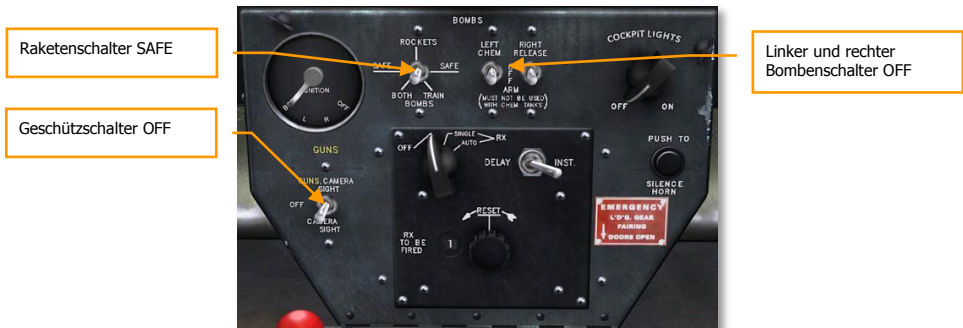 Raketenschalter SAFE
Geschützschalter OFF
Linker und rechter
Bombenschalter OFF
BOMBS
ROCKETS
SAFE
SAFE
BOTH TRAIN
BOMBS
LEFT
CHEM
RIGHT
RELEASE
OFF
ARM
(MUST NOT BE USED
WITH CHEM. TANKS)
COCKPIT LIGHTS
OFF
ON
IGNITION
OFF
B
L
R
GUNS
GUNS, CAMERA
SIGHT
OFF
CAMERA
SIGHT
OFF
SINGLE
AUTO
RX
DELAY
INST.
PUSH TO
SILENCE
HORN
EMERGENCY
L'D'G. GEAR
FAIRING
DOORS OPEN
RESET
RX
TO BE
FIRED
1